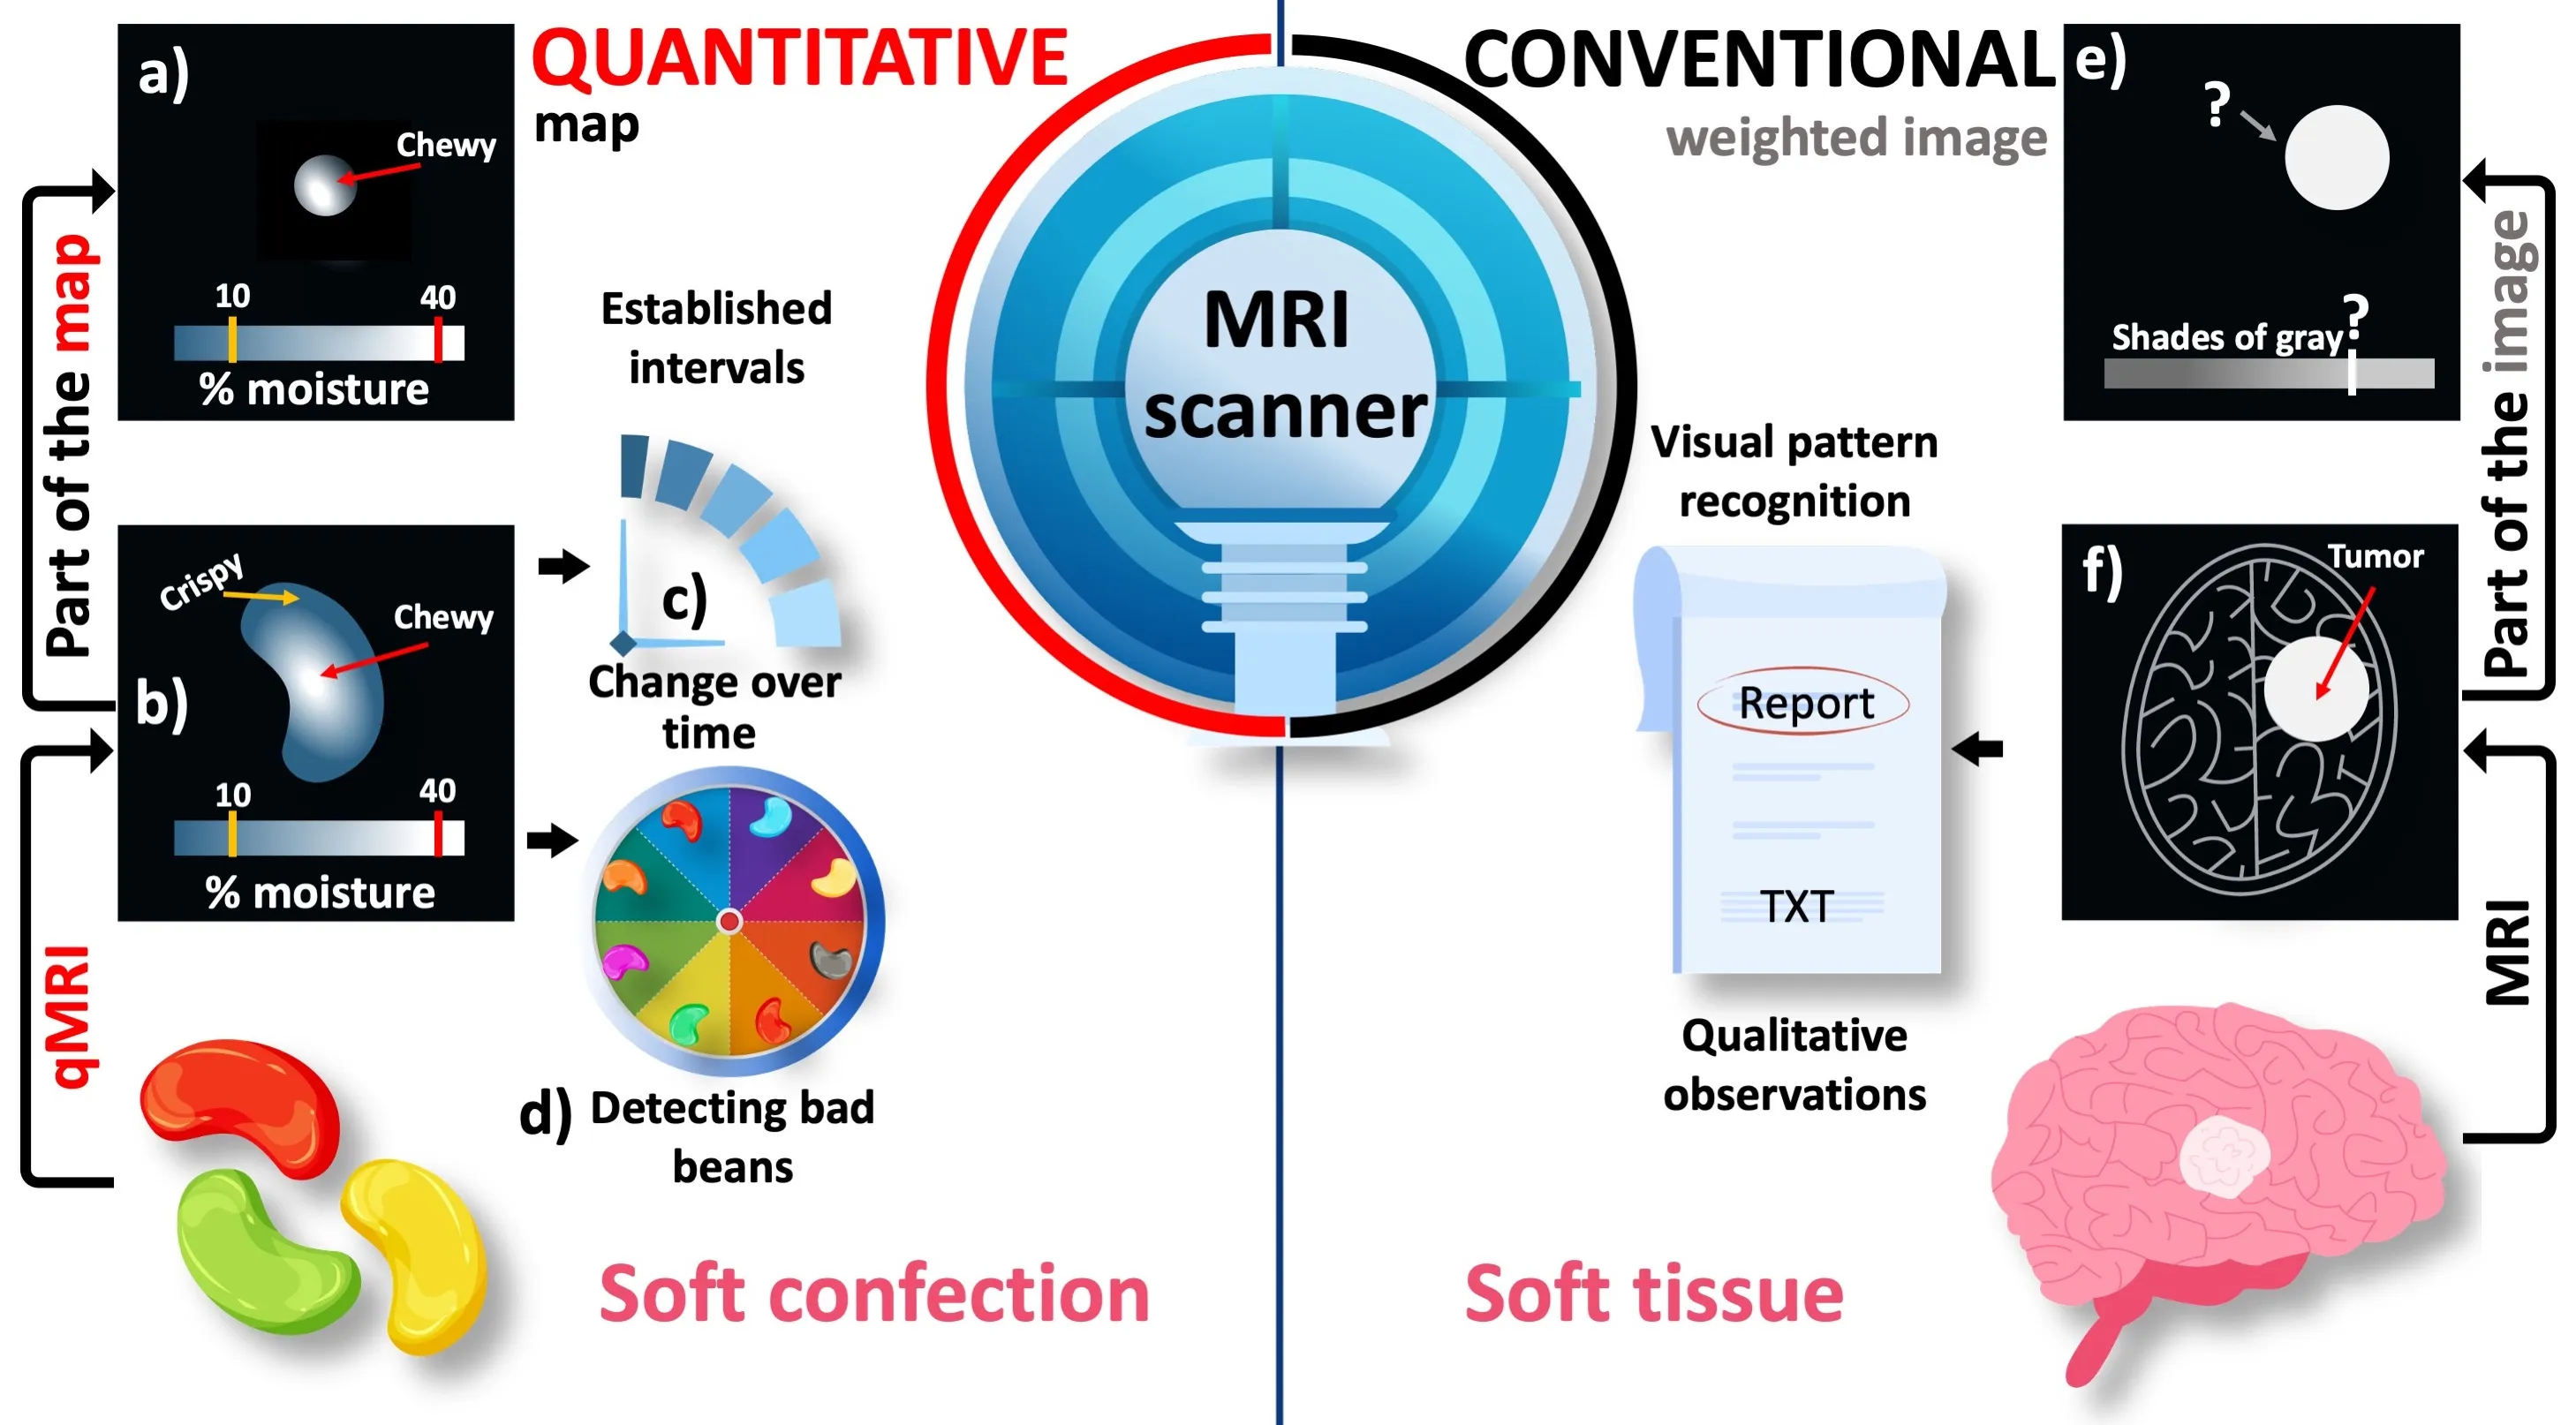 a)
Chewy
10
40
% moisture
QUANTITATIVE
map
Part of the map
b)
Crispy
Chewy
10
40
% moisture
qMRI
Established
intervals
c)
Change over
time
d) Detecting bad
beans
Soft confection
MRI
scanner
CONVENTIONAL
weighted image
e)
?
?
Shades of gray
Part of the image
Visual pattern
recognition
Report
TXT
Qualitative
observations
f)
Tumor
MRI
Soft tissue